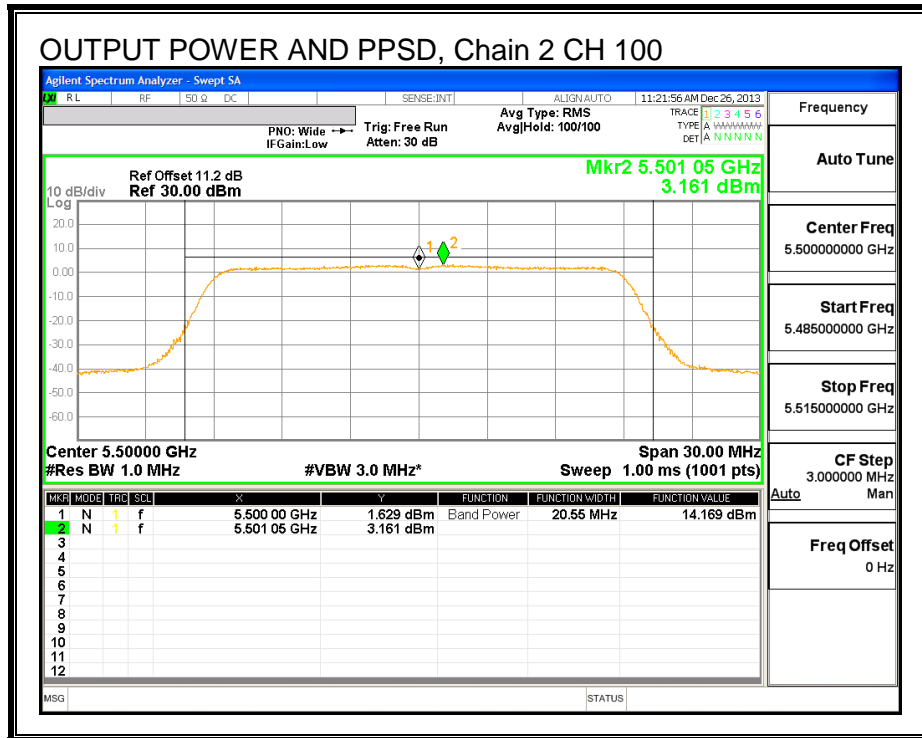 OUTPUT POWER AND PPSD, Chain 2 CH 100
Agilent Spectrum Analyzer - Swept SA
LXI RL RF 50 Ω DC SENSE:INT ALIGN AUTO 11:21:56 AM Dec 26, 2013
PNO: Wide Trig: Free Run Avg Type: RMS TRACE 1 2 3 4 5 6
IFGain:Low Atten: 30 dB Avg|Hold: 100/100 TYPE A WWWWWW
DET A N N N N N
Mkr2 5.501 05 GHz
3.161 dBm
Ref Offset 11.2 dB
10 dB/div Ref 30.00 dBm
Log
20.0
10.0
0.00
-10.0
-20.0
-30.0
-40.0
-50.0
-60.0
1
2
Center 5.50000 GHz Span 30.00 MHz
#Res BW 1.0 MHz #VBW 3.0 MHz* Sweep 1.00 ms (1001 pts)
MKR MODE TRC SCL X Y FUNCTION FUNCTION WIDTH FUNCTION VALUE
1 N 1 f 5.500 00 GHz 1.629 dBm Band Power 20.55 MHz 14.169 dBm
2 N 1 f 5.501 05 GHz 3.161 dBm
3
4
5
6
7
8
9
10
11
12
MSG STATUS
Frequency
Auto Tune
Center Freq
5.500000000 GHz
Start Freq
5.485000000 GHz
Stop Freq
5.515000000 GHz
CF Step
3.000000 MHz
Auto Man
Freq Offset
0 Hz